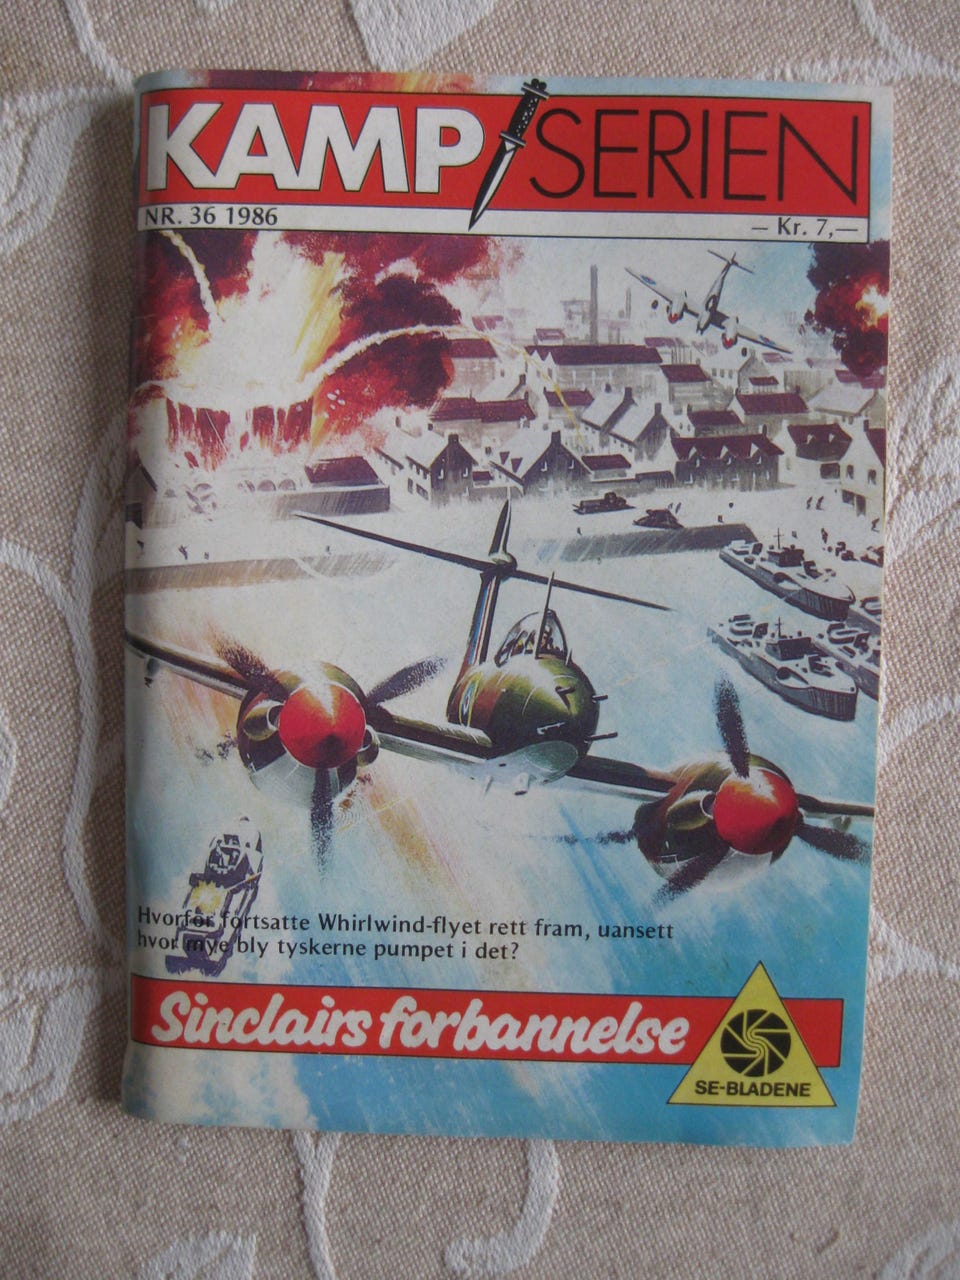 KAMP SERIEN
NR. 36 1986
— Kr. 7,—
Hvorfor fortsatte Whirlwind-flyet rett fram, uansett
hvor mye bly tyskerne pumpet i det?
Sinclairs forbannelse
SE-BLADENE